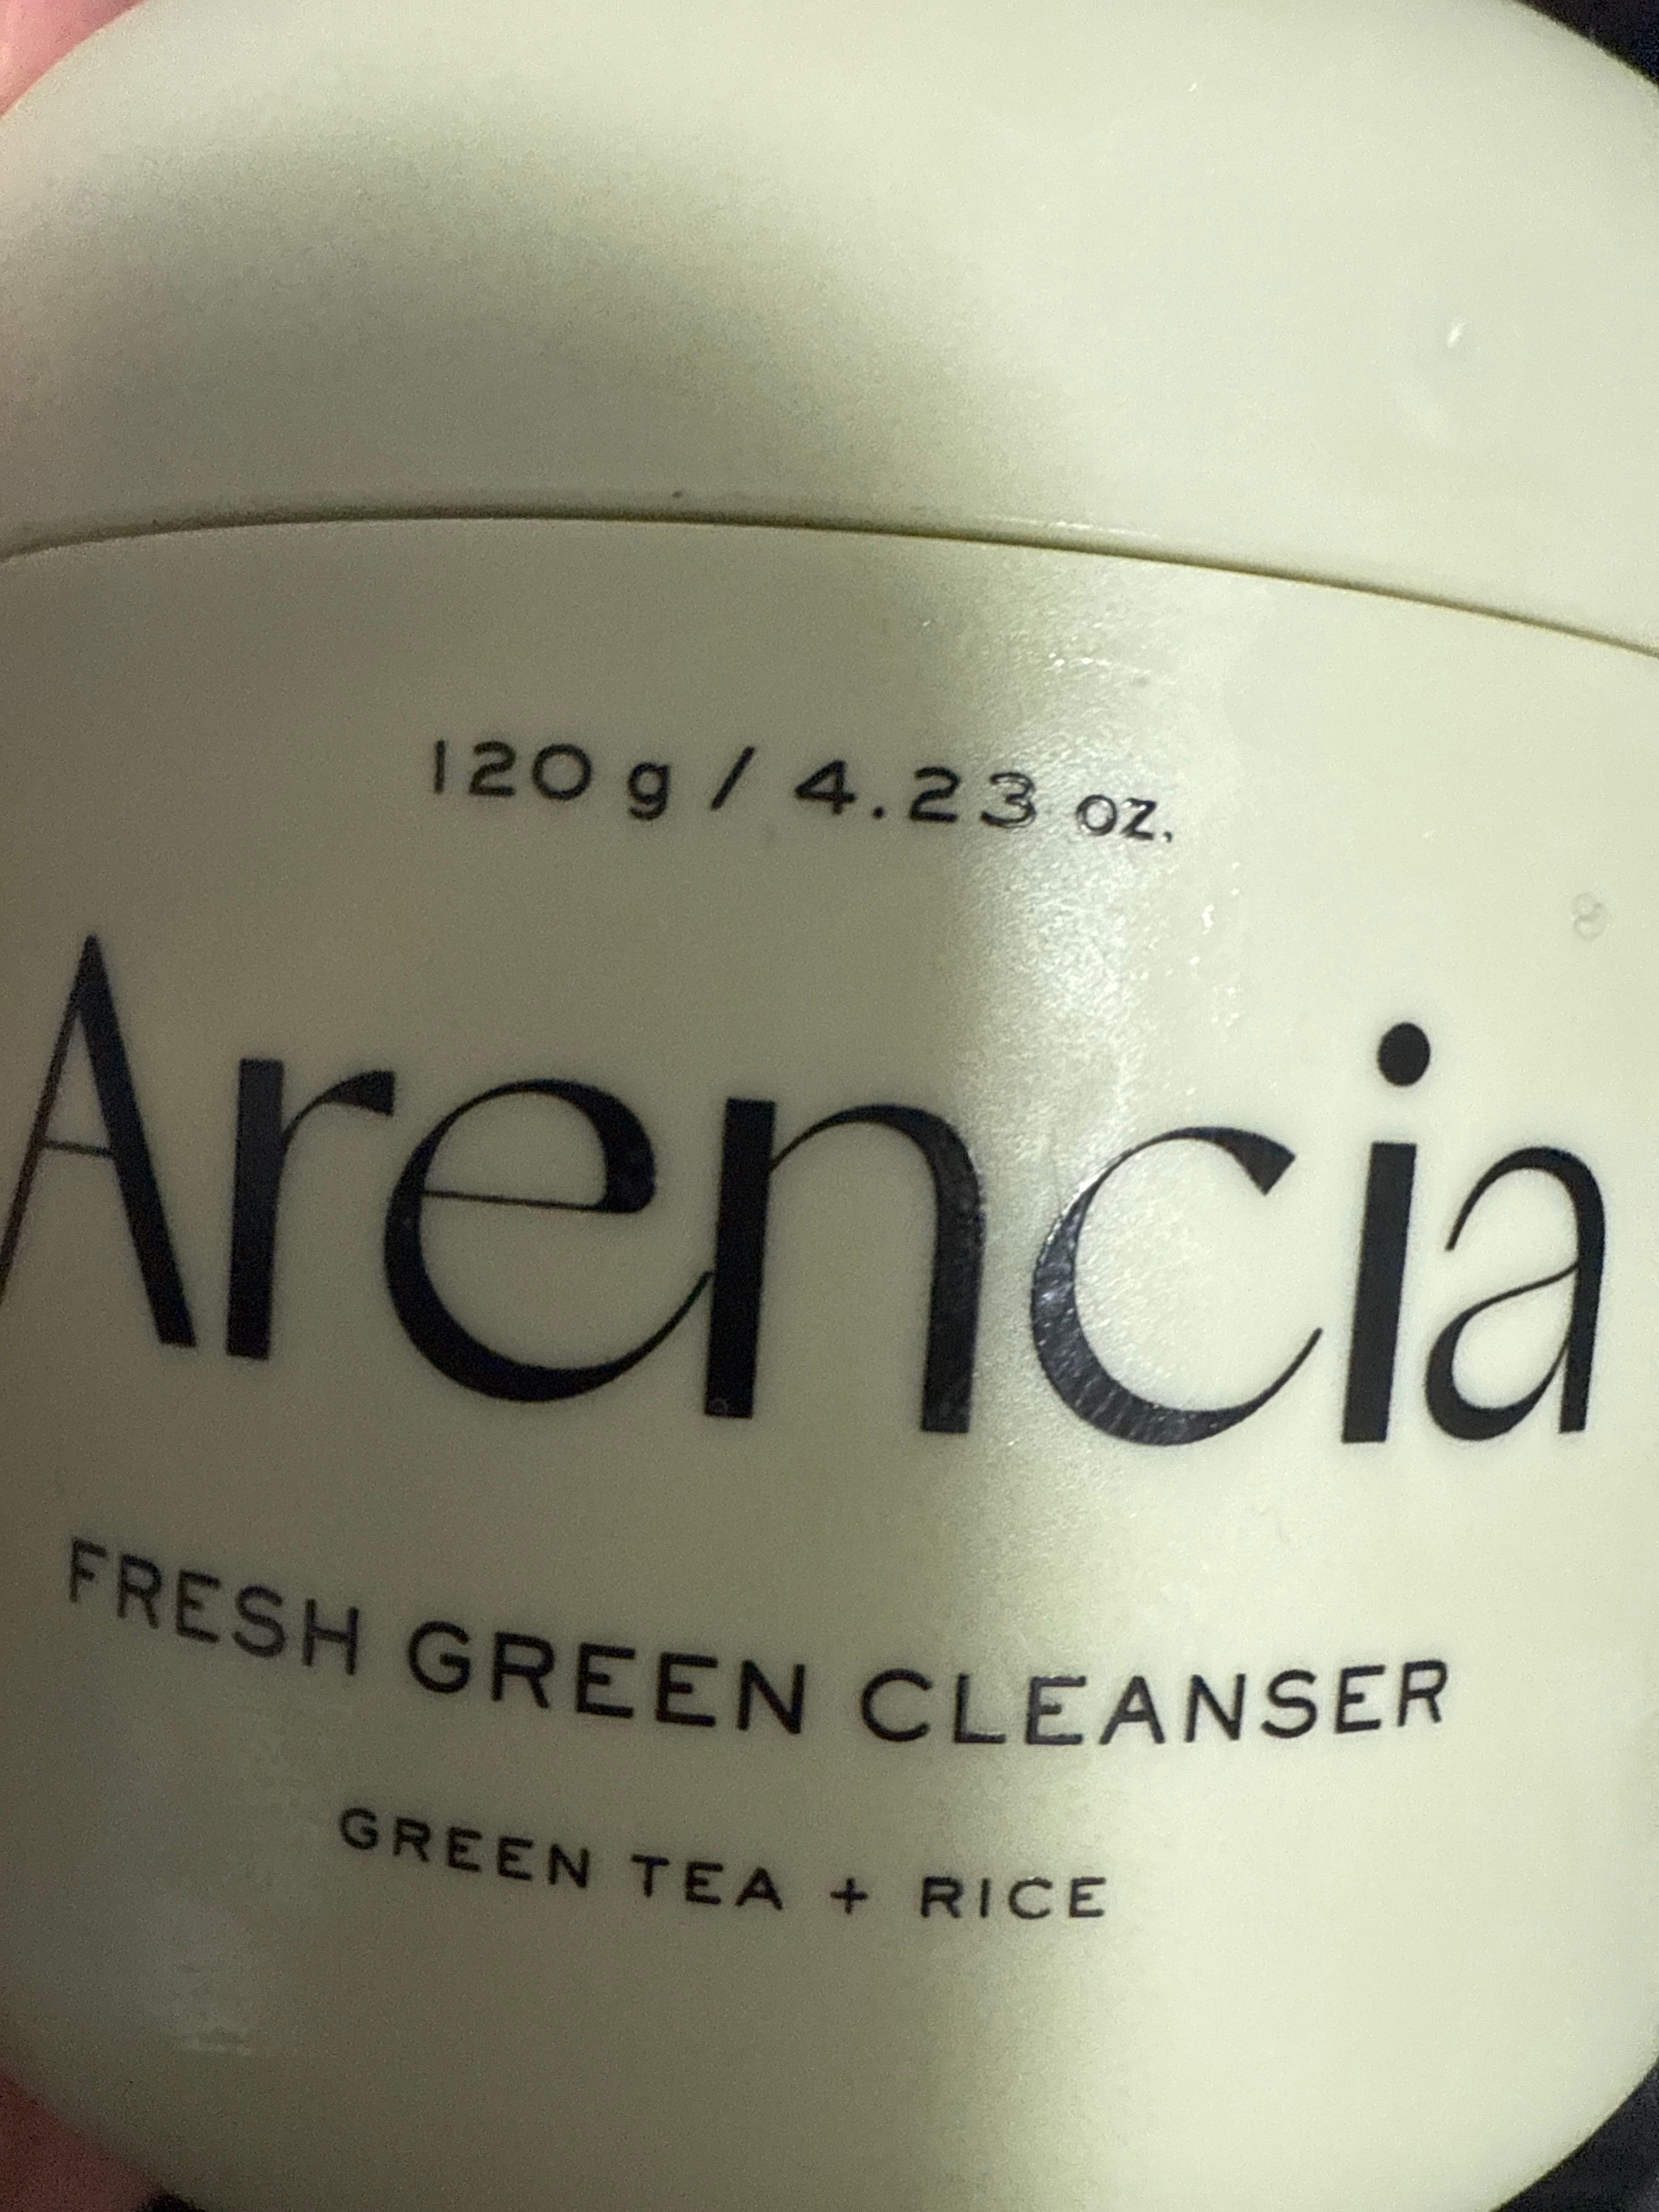 120 g / 4.23 oz.
Arencia
FRESH GREEN CLEANSER
GREEN TEA + RICE